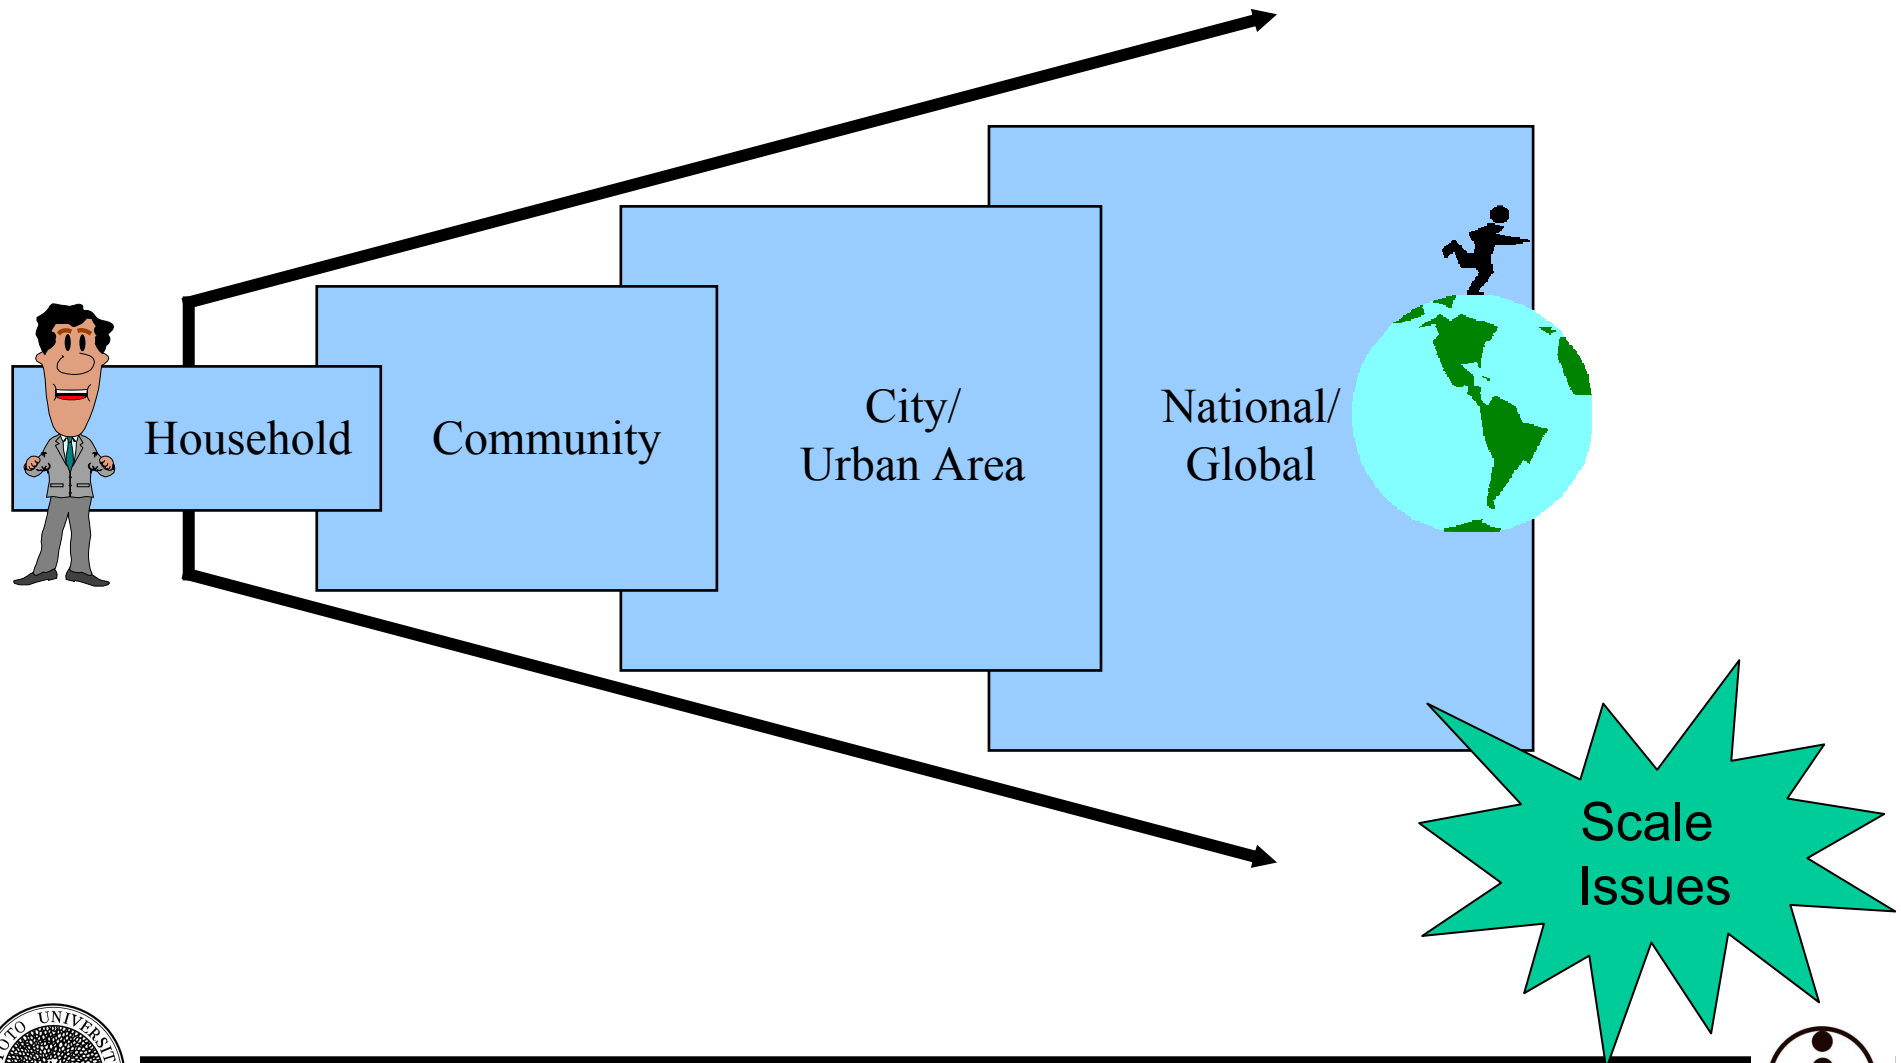 Household
Community
City/
Urban Area
National/
Global
Scale
Issues